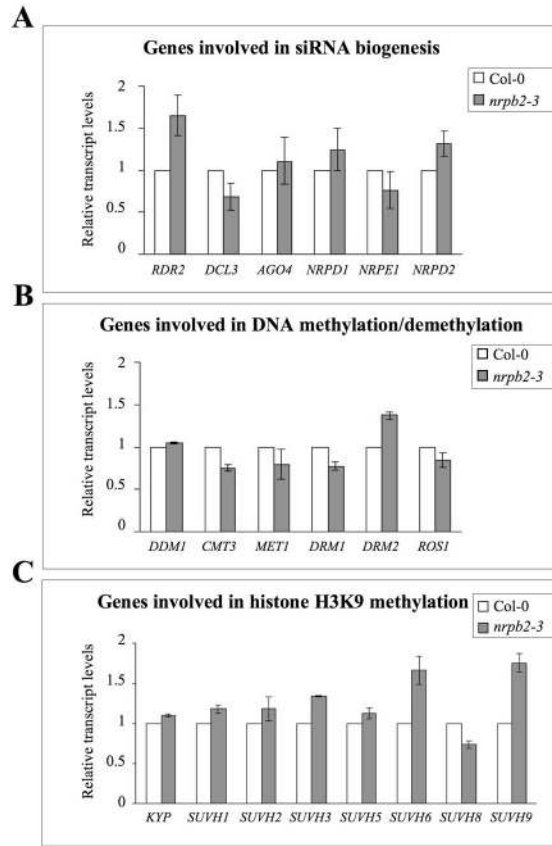 A
Genes involved in siRNA biogenesis
Col-0
nrpb2-3
Relative transcript levels
2
1.5
1
0.5
0
RDR2 DCL3 AGO4 NRPD1 NRPE1 NRPD2
B
Genes involved in DNA methylation/demethylation
Col-0
nrpb2-3
Relative transcript levels
2
1.5
1
0.5
0
DDM1 CMT3 MET1 DRM1 DRM2 ROS1
C
Genes involved in histone H3K9 methylation
Col-0
nrpb2-3
Relative transcript levels
2
1.5
1
0.5
0
KYP SUVH1 SUVH2 SUVH3 SUVH5 SUVH6 SUVH8 SUVH9